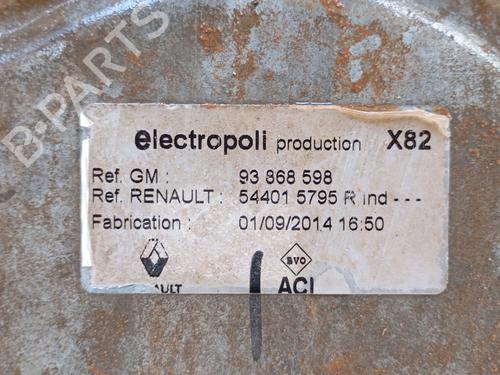 B-PARTS
electropoli production X82
Ref. GM : 93 868 598
Ref. RENAULT : 54401 5795 R Ind - - -
Fabrication : 01/09/2014 16:50
BVO
ACI